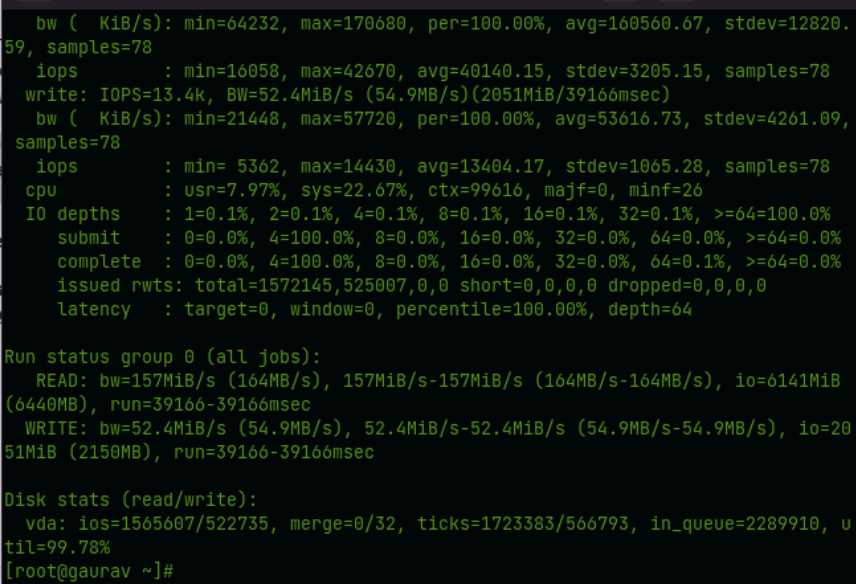 bw (  KiB/s): min=64232, max=170680, per=100.00%, avg=160560.67, stdev=12820.
59, samples=78
iops        : min=16058, max=42670, avg=40140.15, stdev=3205.15, samples=78
write: IOPS=13.4k, BW=52.4MiB/s (54.9MB/s)(2051MiB/39166msec)
bw (  KiB/s): min=21448, max=57720, per=100.00%, avg=53616.73, stdev=4261.09,
samples=78
iops        : min= 5362, max=14430, avg=13404.17, stdev=1065.28, samples=78
cpu          : usr=7.97%, sys=22.67%, ctx=99616, majf=0, minf=26
IO depths    : 1=0.1%, 2=0.1%, 4=0.1%, 8=0.1%, 16=0.1%, 32=0.1%, >=64=100.0%
submit    : 0=0.0%, 4=100.0%, 8=0.0%, 16=0.0%, 32=0.0%, 64=0.0%, >=64=0.0%
complete  : 0=0.0%, 4=100.0%, 8=0.0%, 16=0.0%, 32=0.0%, 64=0.1%, >=64=0.0%
issued rwts: total=1572145,525007,0,0 short=0,0,0,0 dropped=0,0,0,0
latency   : target=0, window=0, percentile=100.00%, depth=64
Run status group 0 (all jobs):
READ: bw=157MiB/s (164MB/s), 157MiB/s-157MiB/s (164MB/s-164MB/s), io=6141MiB
(6440MB), run=39166-39166msec
WRITE: bw=52.4MiB/s (54.9MB/s), 52.4MiB/s-52.4MiB/s (54.9MB/s-54.9MB/s), io=20
51MiB (2150MB), run=39166-39166msec
Disk stats (read/write):
vda: ios=1565607/522735, merge=0/32, ticks=1723383/566793, in_queue=2289910, u
til=99.78%
[root@gaurav ~]#